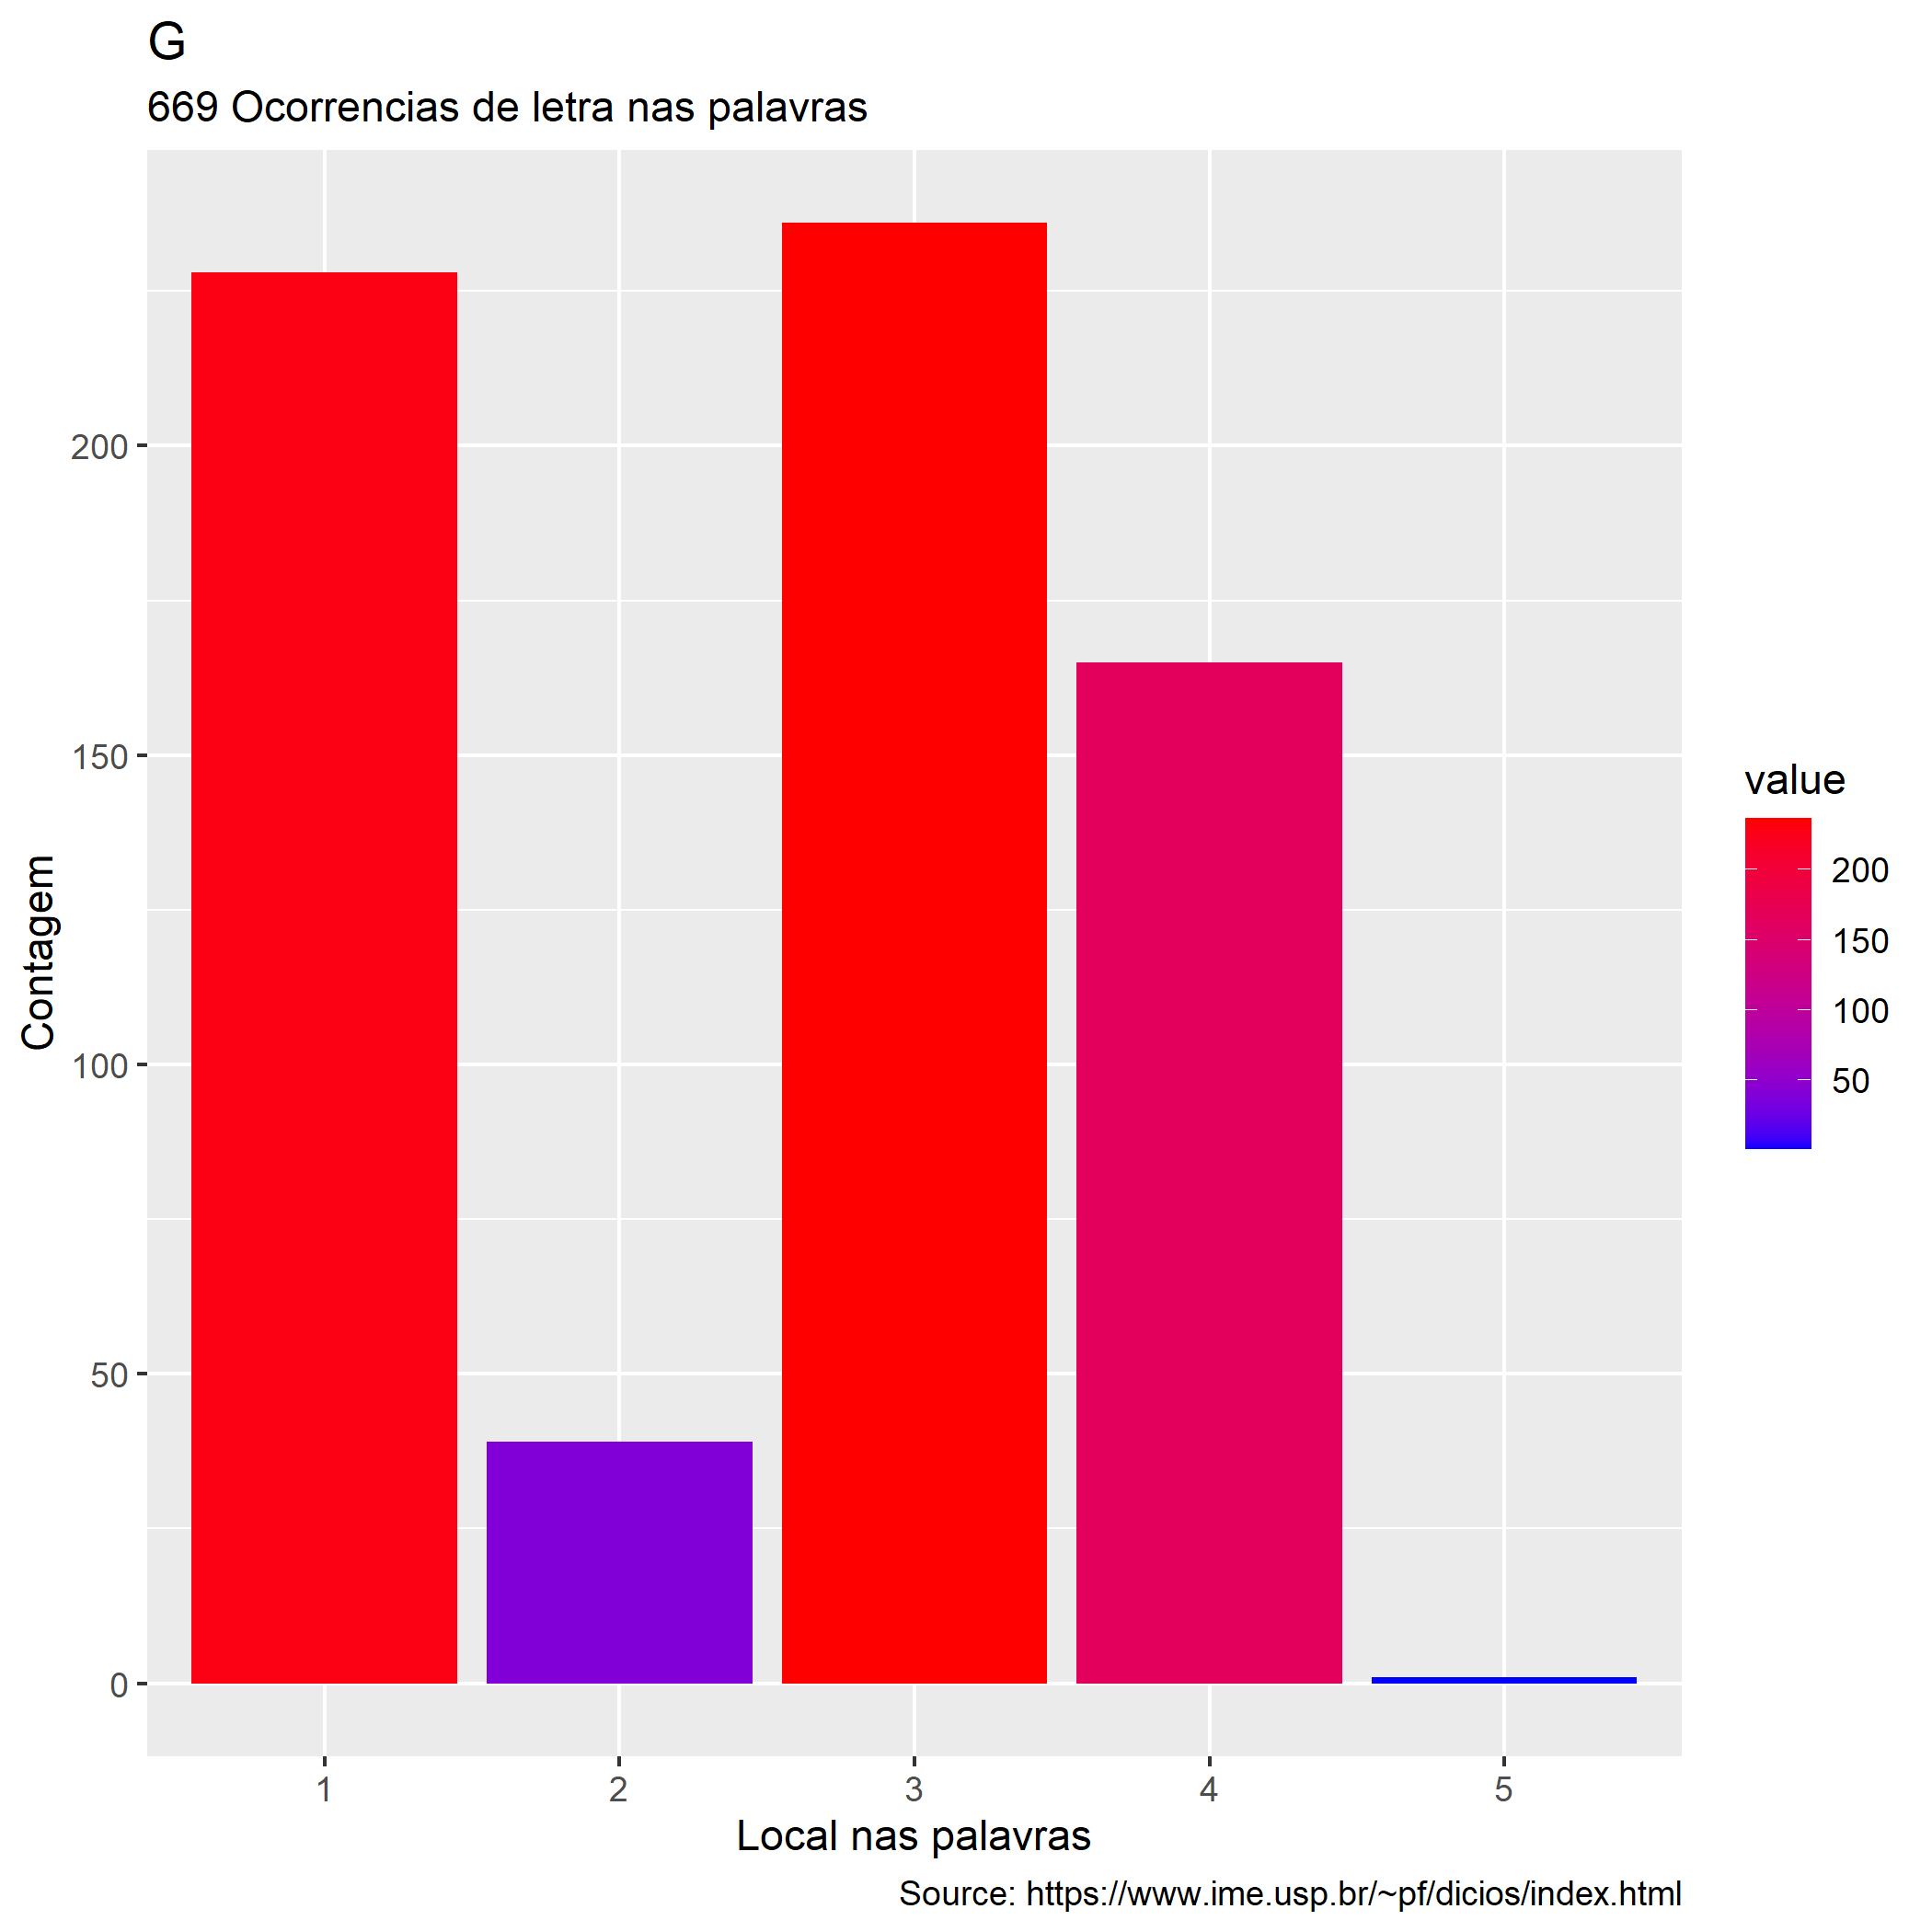 G
669 Ocorrencias de letra nas palavras
200
150
100
50
0
Contagem
1 2 3 4 5
Local nas palavras
value
200
150
100
50
Source: https://www.ime.usp.br/~pf/dicios/index.html